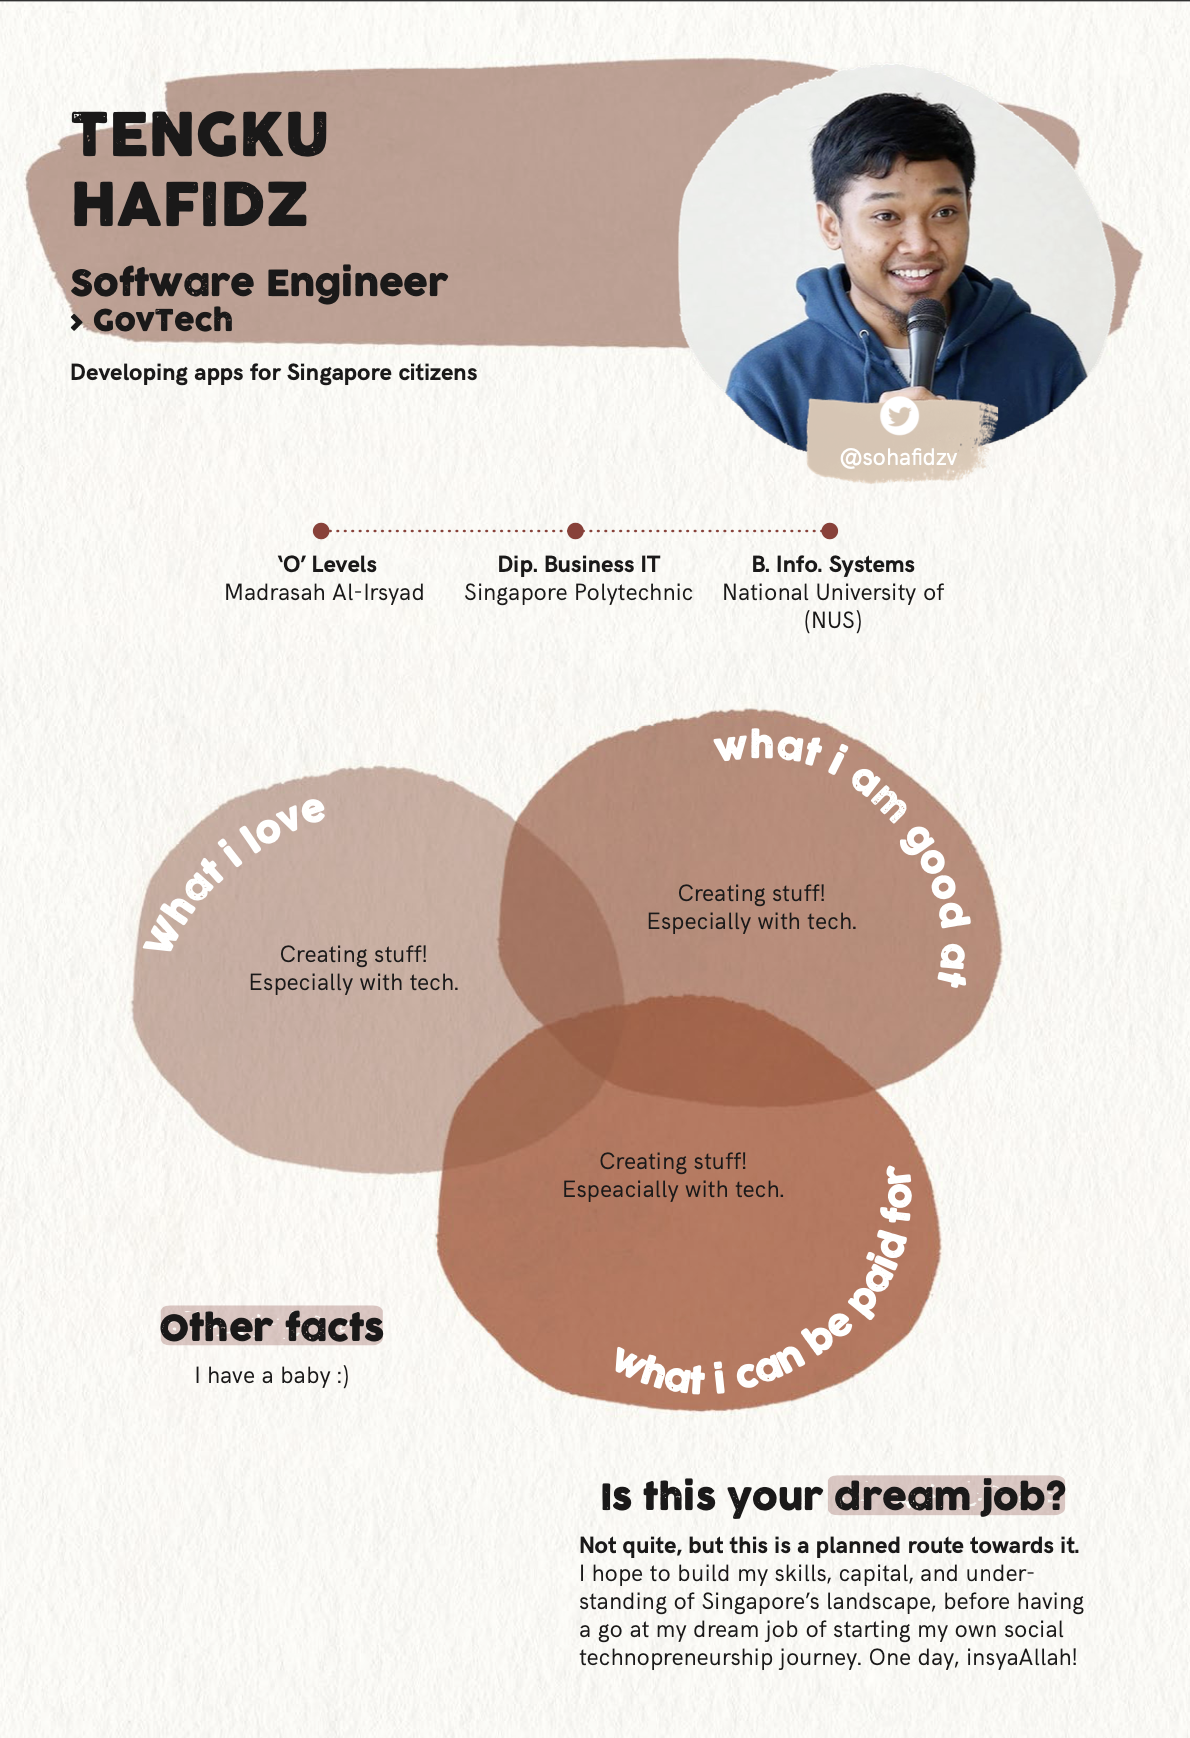 TENGKU
HAFIDZ
Software Engineer
> GovTech
Developing apps for Singapore citizens
@sohafidzv
‘O’ Levels
Madrasah Al-Irsyad
Dip. Business IT
Singapore Polytechnic
B. Info. Systems
National University of
(NUS)
what i love
Creating stuff!
Especially with tech.
what i am good at
Creating stuff!
Especially with tech.
Creating stuff!
Espeacially with tech.
what i can be paid for
Other facts
I have a baby :)
Is this your dream job?
Not quite, but this is a planned route towards it.
I hope to build my skills, capital, and under-
standing of Singapore’s landscape, before having
a go at my dream job of starting my own social
technopreneurship journey. One day, insyaAllah!